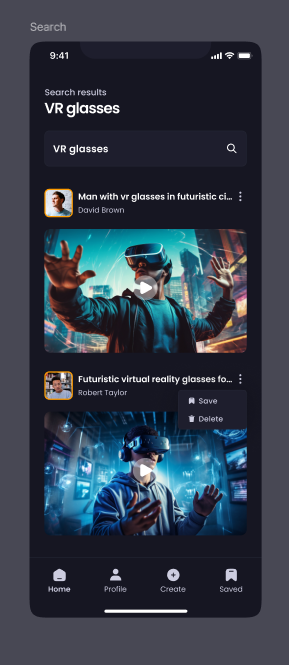 Search
9:41
Search results
VR glasses
VR glasses
Man with vr glasses in futuristic ci...
David Brown
Futuristic virtual reality glasses fo...
Robert Taylor
Save
Delete
Home
Profile
Create
Saved